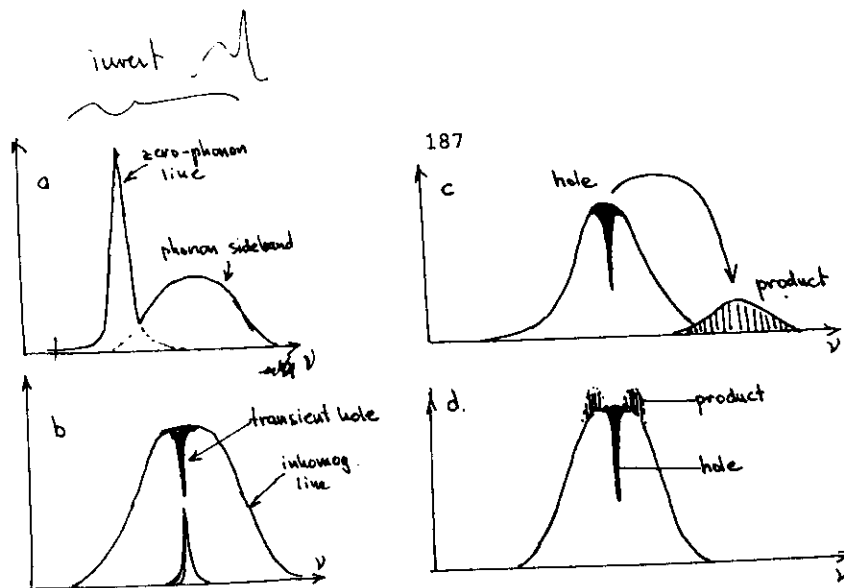 invert
187
a
zero-phonon
line
phonon sideband
ν
c
hole
product
ν
b
transient hole
inhomog.
line
ν
d.
product
hole
ν